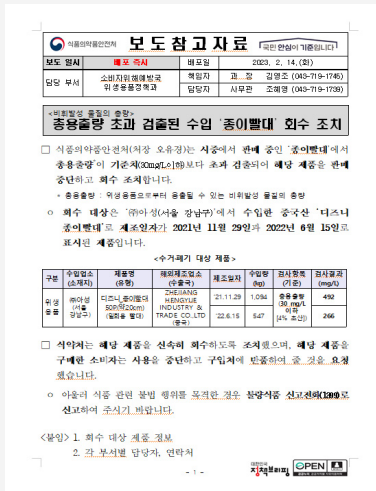 식품의약품안전처
보도참고자료
국민 안심이 기준입니다
보도 일시 배포 즉시 배포일 2023. 2. 14.(화)
담당 부서 소비자위해예방국 책임자 과 장 김영조 (043-719-1745)
위생용품정책과 담당자 사무관 조혜영 (043-719-1739)
<비휘발성 물질의 총량>
총용출량 초과 검출된 수입 '종이빨대' 회수 조치
□ 식품의약품안전처(처장 오유경)는 시중에서 판매 중인 '종이빨대'에서
총용출량*이 기준치(30mg/L이하)보다 초과 검출되어 해당 제품을 판매
중단하고 회수 조치합니다.
* 총용출량 : 위생용품으로부터 용출될 수 있는 비휘발성 물질의 총량
ㅇ 회수 대상은 '㈜아성(서울 강남구)'에서 수입한 중국산 '디즈니
종이빨대'로 제조일자가 2021년 11월 29일과 2022년 6월 15일로
표시된 제품입니다.
<수거·폐기 대상 제품>
구분 수입업소 (소재지) 제품명 (유형) 해외제조업소 (수출국) 제조일자 수입량 (kg) 검사항목 (기준) 검사결과 (mg/L)
위생용품 ㈜아성 (서울 강남구) 디즈니_종이빨대 50P(약20cm) (일회용 빨대) ZHEJIANG HENGYUE INDUSTRY & TRADE CO.,LTD (중국) '21.11.29 1,094 총용출량 (30 mg/L 이하) [4% 초산] 492
'22.6.15 547 266
□ 식약처는 해당 제품을 신속히 회수하도록 조치했으며, 해당 제품을
구매한 소비자는 사용을 중단하고 구입처에 반품하여 줄 것을 요청
했습니다.
ㅇ 아울러 식품 관련 불법 행위를 목격한 경우 불량식품 신고전화(1399)로
신고하여 주시기 바랍니다.
<붙임> 1. 회수 대상 제품 정보
2. 각 부서별 담당자, 연락처
- 1 -
대한민국 정책브리핑
OPEN